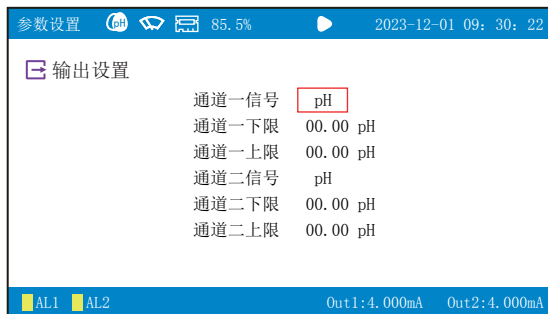 参数设置 pH 85.5% 2023-12-01 09: 30: 22
输出设置
通道一信号 pH
通道一下限 00.00 pH
通道一上限 00.00 pH
通道二信号 pH
通道二下限 00.00 pH
通道二上限 00.00 pH
AL1 AL2 Out1:4.000mA Out2:4.000mA